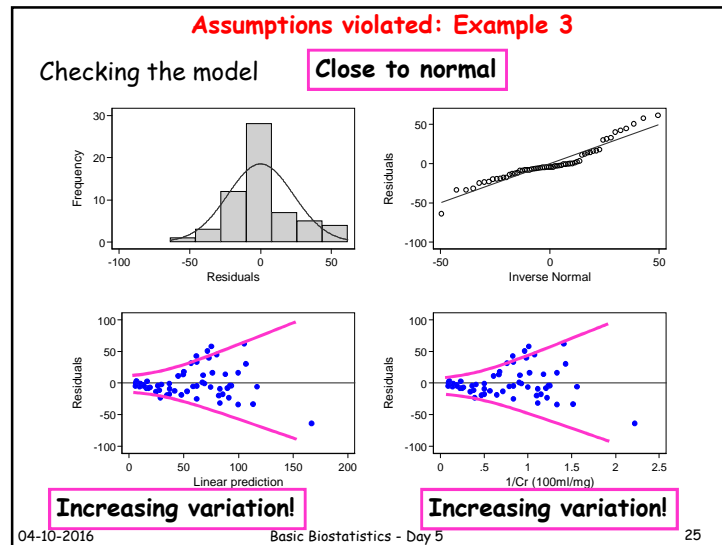 Assumptions violated: Example 3
Checking the model
Close to normal
30
20
10
0
Frequency
-100 -50 0 50
Residuals
50
0
-50
-100
Residuals
-50 0 50
Inverse Normal
100
50
0
-50
-100
Residuals
0 50 100 150 200
Linear prediction
100
50
0
-50
-100
Residuals
0 .5 1 1.5 2 2.5
1/Cr (100ml/mg)
Increasing variation!
Increasing variation!
04-10-2016 Basic Biostatistics - Day 5 25